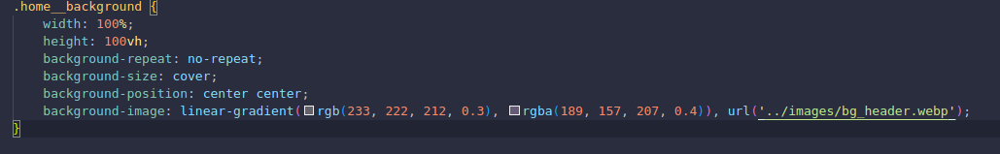 .home__background {
width: 100%;
height: 100vh;
background-repeat: no-repeat;
background-size: cover;
background-position: center center;
background-image: linear-gradient(rgb(233, 222, 212, 0.3), rgba(189, 157, 207, 0.4)), url('../images/bg_header.webp');
}